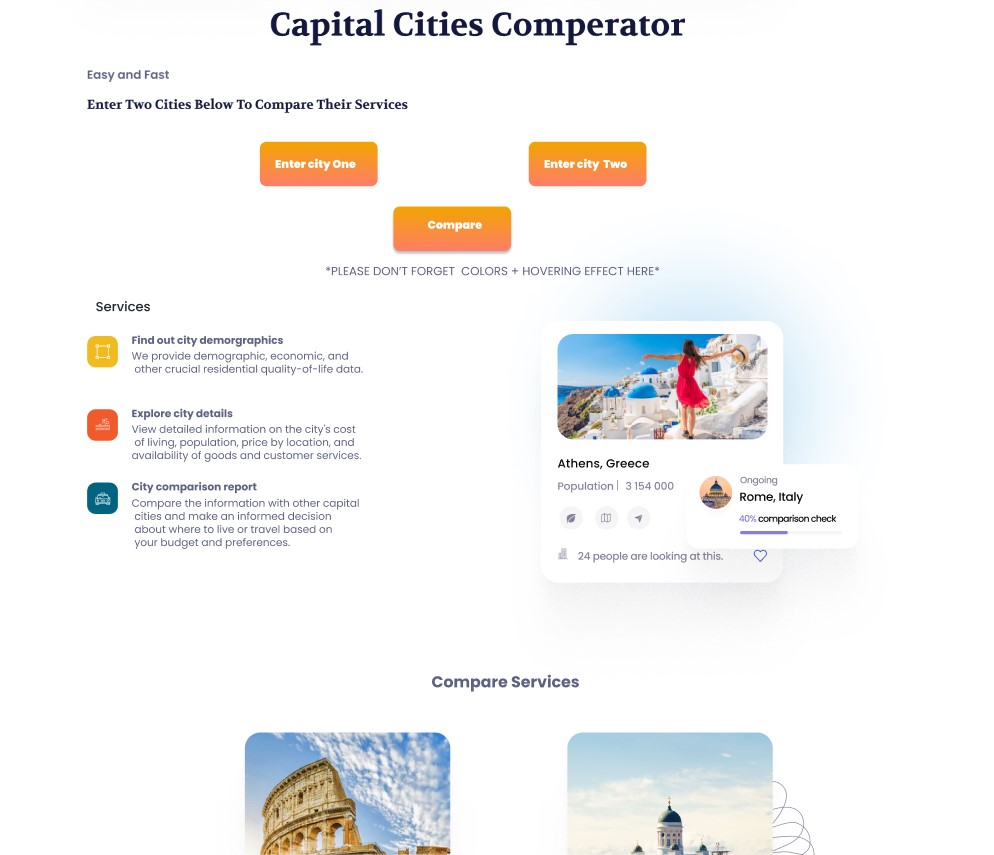 Capital Cities Comperator
Easy and Fast
Enter Two Cities Below To Compare Their Services
Enter city One
Enter city Two
Compare
*PLEASE DON'T FORGET COLORS + HOVERING EFFECT HERE*
Services
Find out city demorgraphics
We provide demographic, economic, and
other crucial residential quality-of-life data.
Explore city details
View detailed information on the city's cost
of living, population, price by location, and
availability of goods and customer services.
City comparison report
Compare the information with other capital
cities and make an informed decision
about where to live or travel based on
your budget and preferences.
Athens, Greece
Population | 3 154 000
Ongoing
Rome, Italy
40% comparison check
24 people are looking at this.
Compare Services